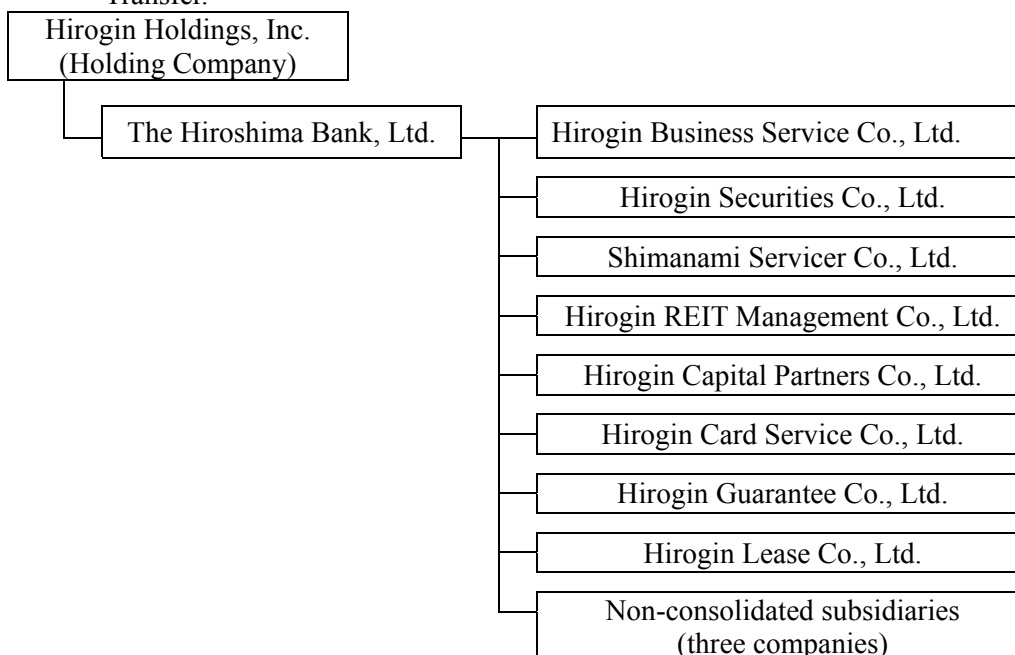 Transfer.
Hirogin Holdings, Inc.
(Holding Company)
The Hiroshima Bank, Ltd.
Hirogin Business Service Co., Ltd.
Hirogin Securities Co., Ltd.
Shimanami Servicer Co., Ltd.
Hirogin REIT Management Co., Ltd.
Hirogin Capital Partners Co., Ltd.
Hirogin Card Service Co., Ltd.
Hirogin Guarantee Co., Ltd.
Hirogin Lease Co., Ltd.
Non-consolidated subsidiaries
(three companies)